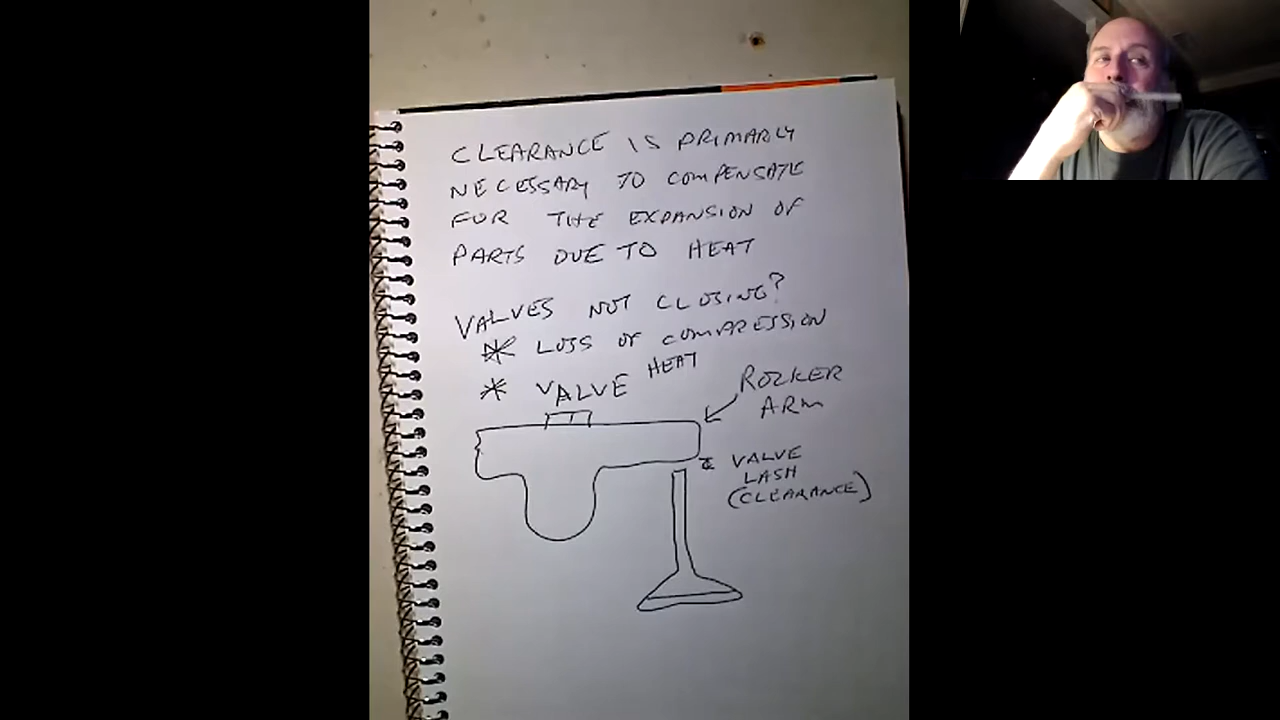 CLEARANCE IS PRIMARLY
NECESSARY TO COMPENSATE
FOR THE EXPANSION OF
PARTS DUE TO HEAT
VALVES NOT CLOSING?
* LOSS OF COMPRESSION
* VALVE HEAT
ROCKER
ARM
VALVE
LASH
(CLEARANCE)